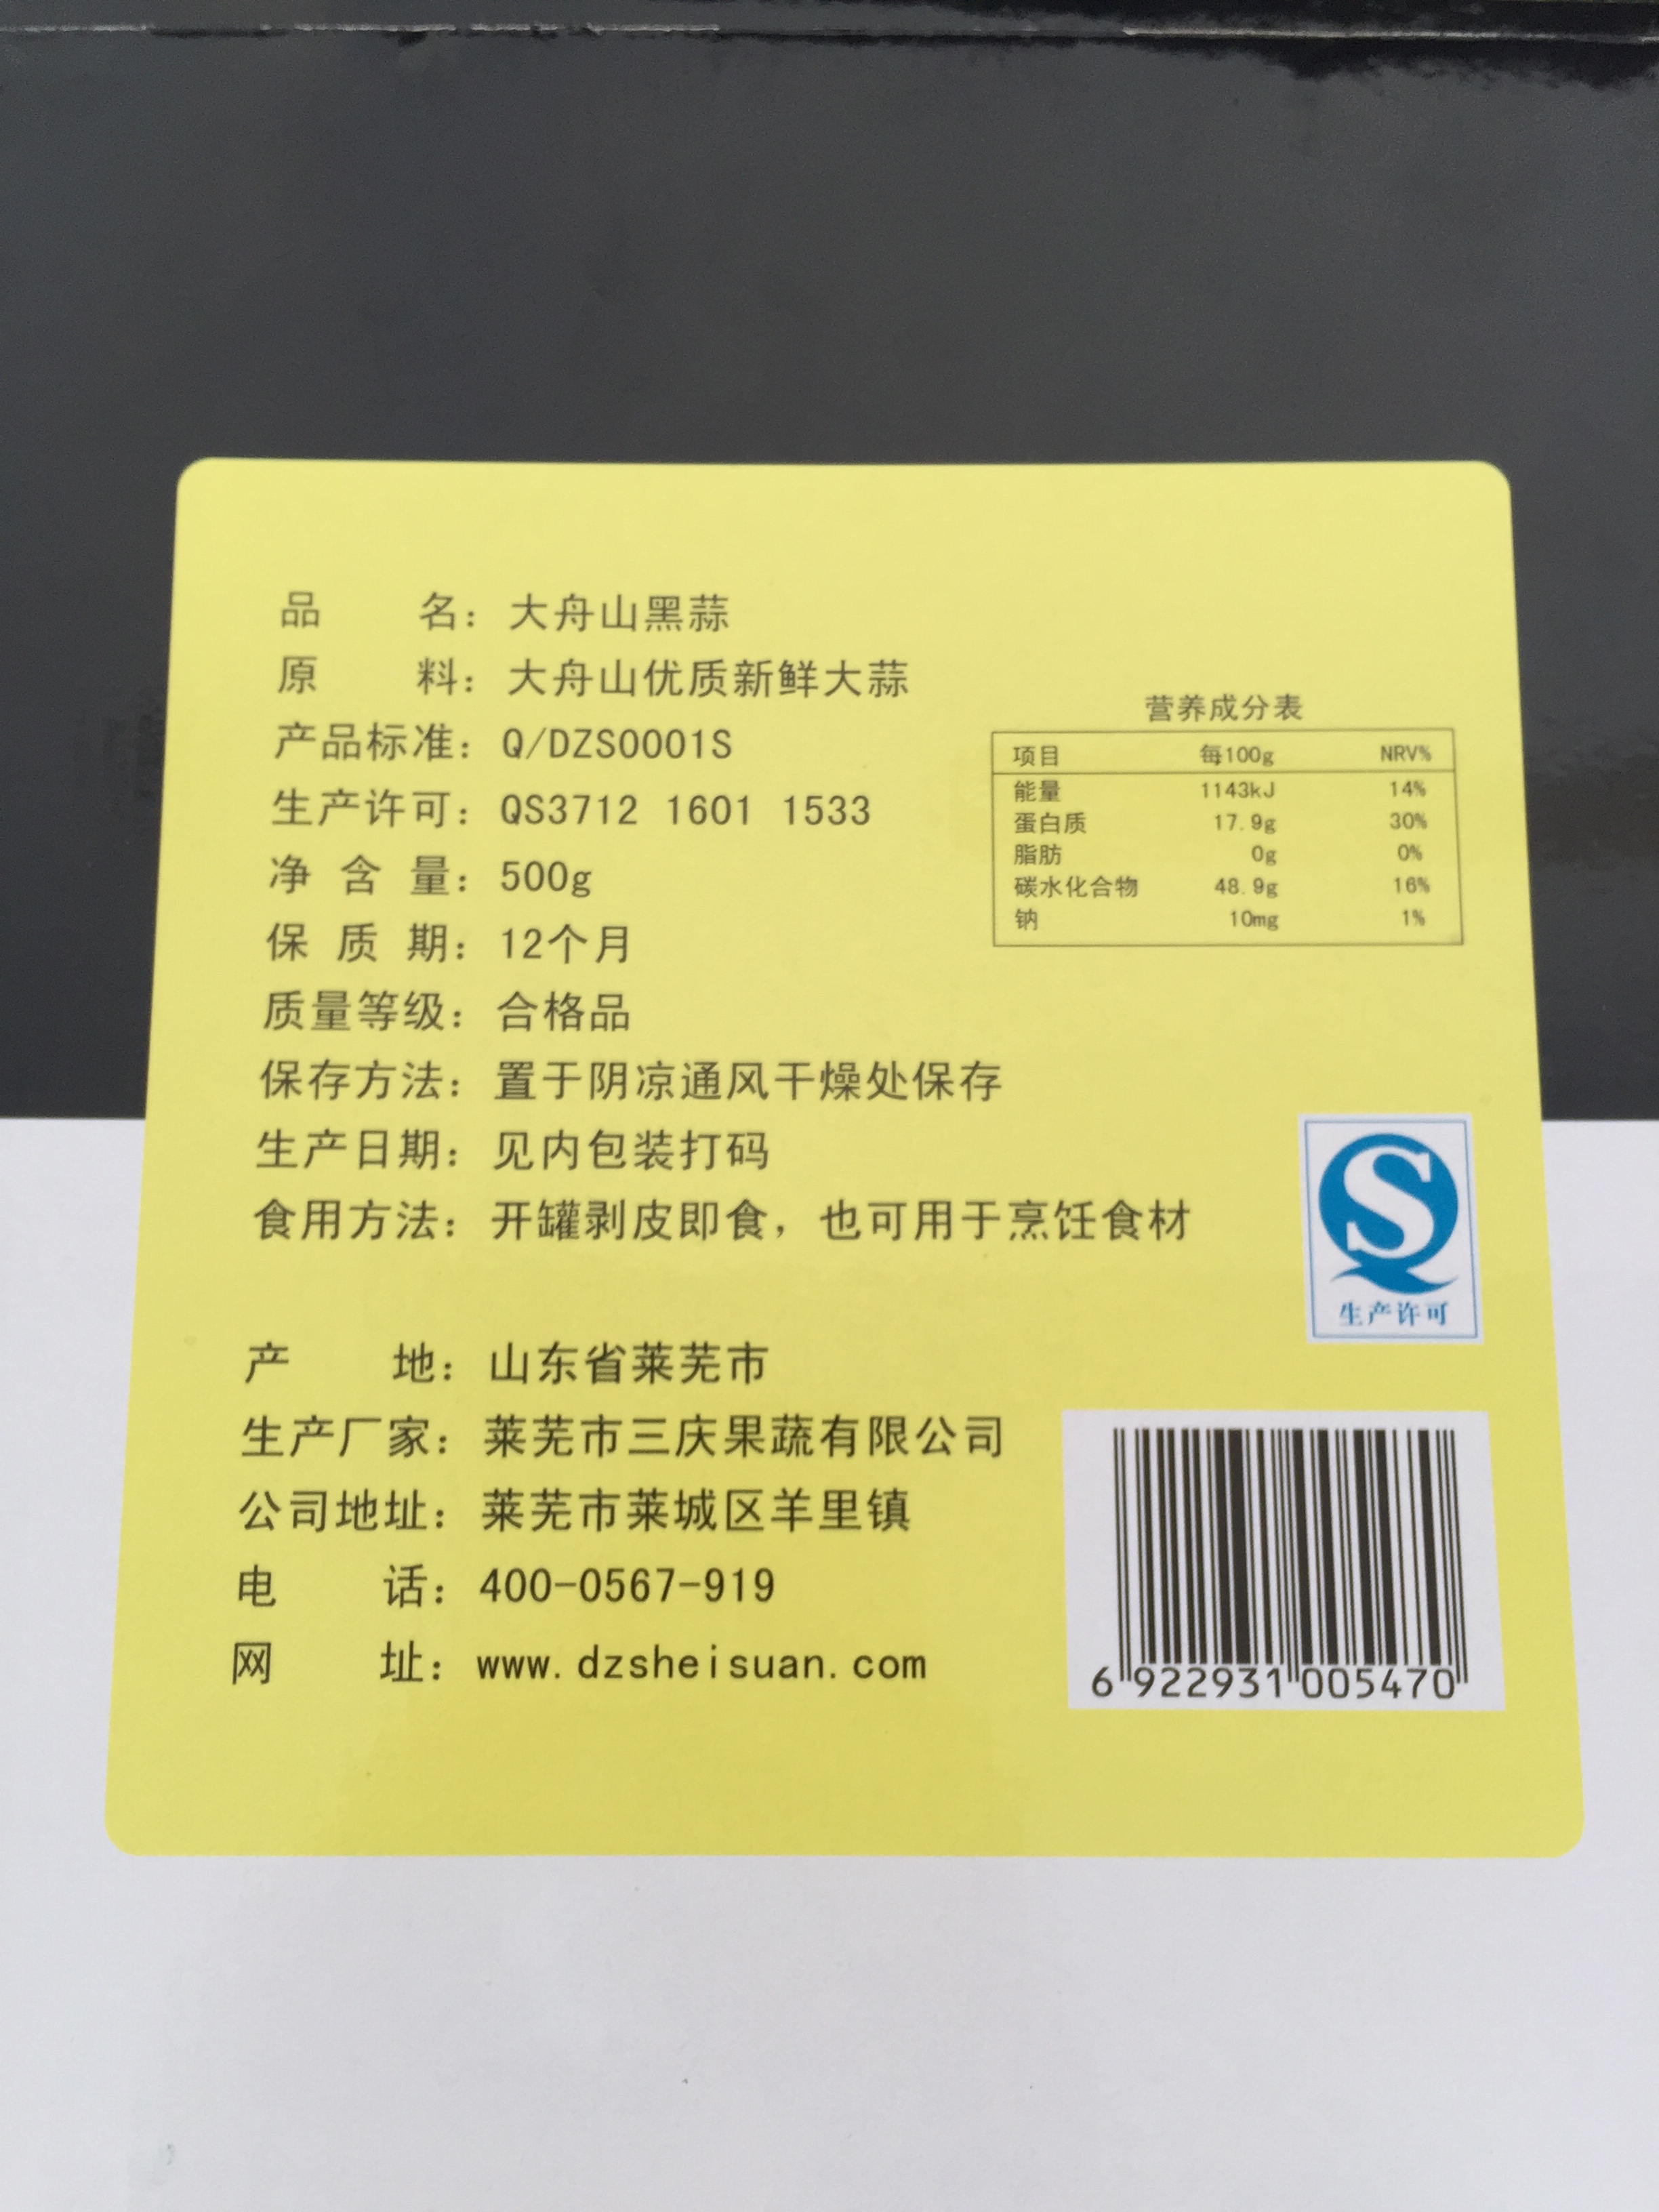 品 名：大舟山黑蒜
原 料：大舟山优质新鲜大蒜
产品标准：Q/DZS0001S
生产许可：QS3712 1601 1533
净 含 量：500g
保 质 期：12个月
质量等级：合格品
保存方法：置于阴凉通风干燥处保存
生产日期：见内包装打码
食用方法：开罐剥皮即食，也可用于烹饪食材
营养成分表
项目 每100g NRV%
能量 1143kJ 14%
蛋白质 17.9g 30%
脂肪 0g 0%
碳水化合物 48.9g 16%
钠 10mg 1%
生产许可
产 地：山东省莱芜市
生产厂家：莱芜市三庆果蔬有限公司
公司地址：莱芜市莱城区羊里镇
电 话：400-0567-919
网 址：www.dzsheisuan.com
6 922931 005470